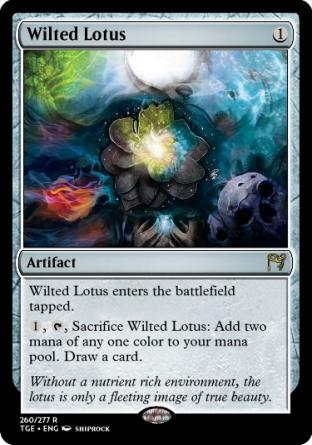 Wilted Lotus 1
Artifact
Wilted Lotus enters the battlefield
tapped.
1, , Sacrifice Wilted Lotus: Add two
mana of any one color to your mana
pool. Draw a card.
Without a nutrient rich environment, the
lotus is only a fleeting image of true beauty.
260/277 R
TGE • ENG SHIPROCK